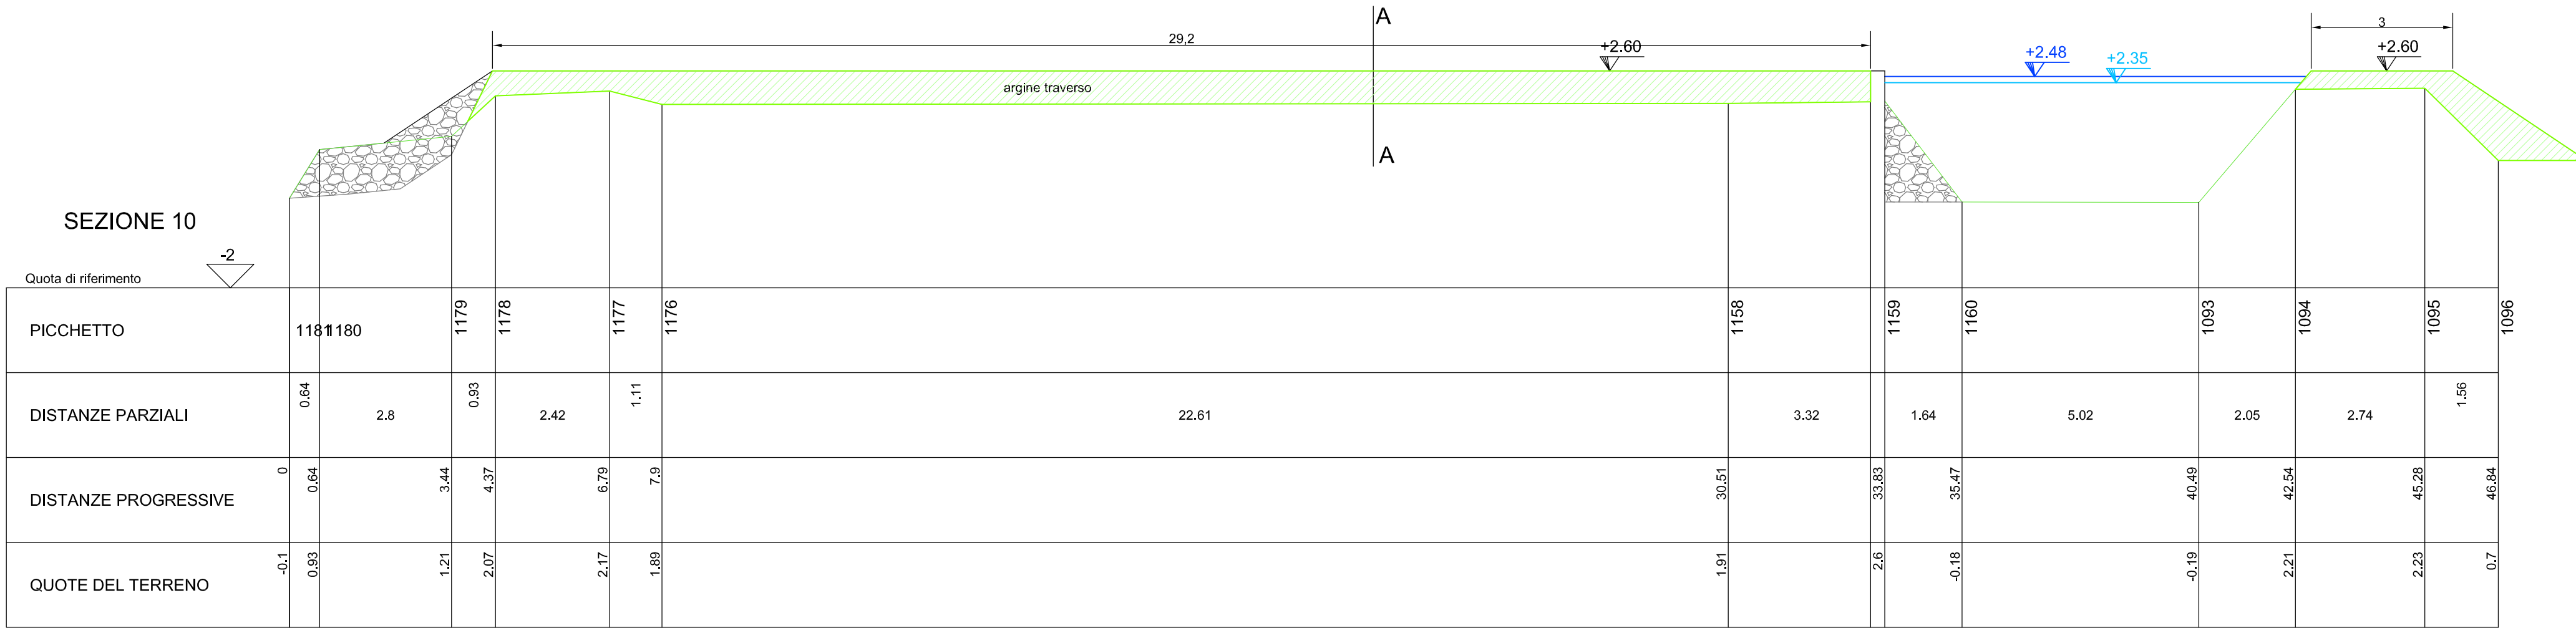 A
3
29,2
+2.60
+2.48
+2.35
+2.60
argine traverso
A
SEZIONE 10
-2
Quota di riferimento
PICCHETTO 1181 1180 1179 1178 1177 1176 1158 1159 1160 1093 1094 1095 1096
DISTANZE PARZIALI 0.64 2.8 0.93 2.42 1.11 22.61 3.32 1.64 5.02 2.05 2.74 1.56
DISTANZE PROGRESSIVE 0 0.64 3.44 4.37 6.79 7.9 30.51 33.83 35.47 40.49 42.54 45.28 46.84
QUOTE DEL TERRENO -0.1 0.93 1.21 2.07 2.17 1.89 1.91 2.6 -0.18 -0.19 2.21 2.23 0.7